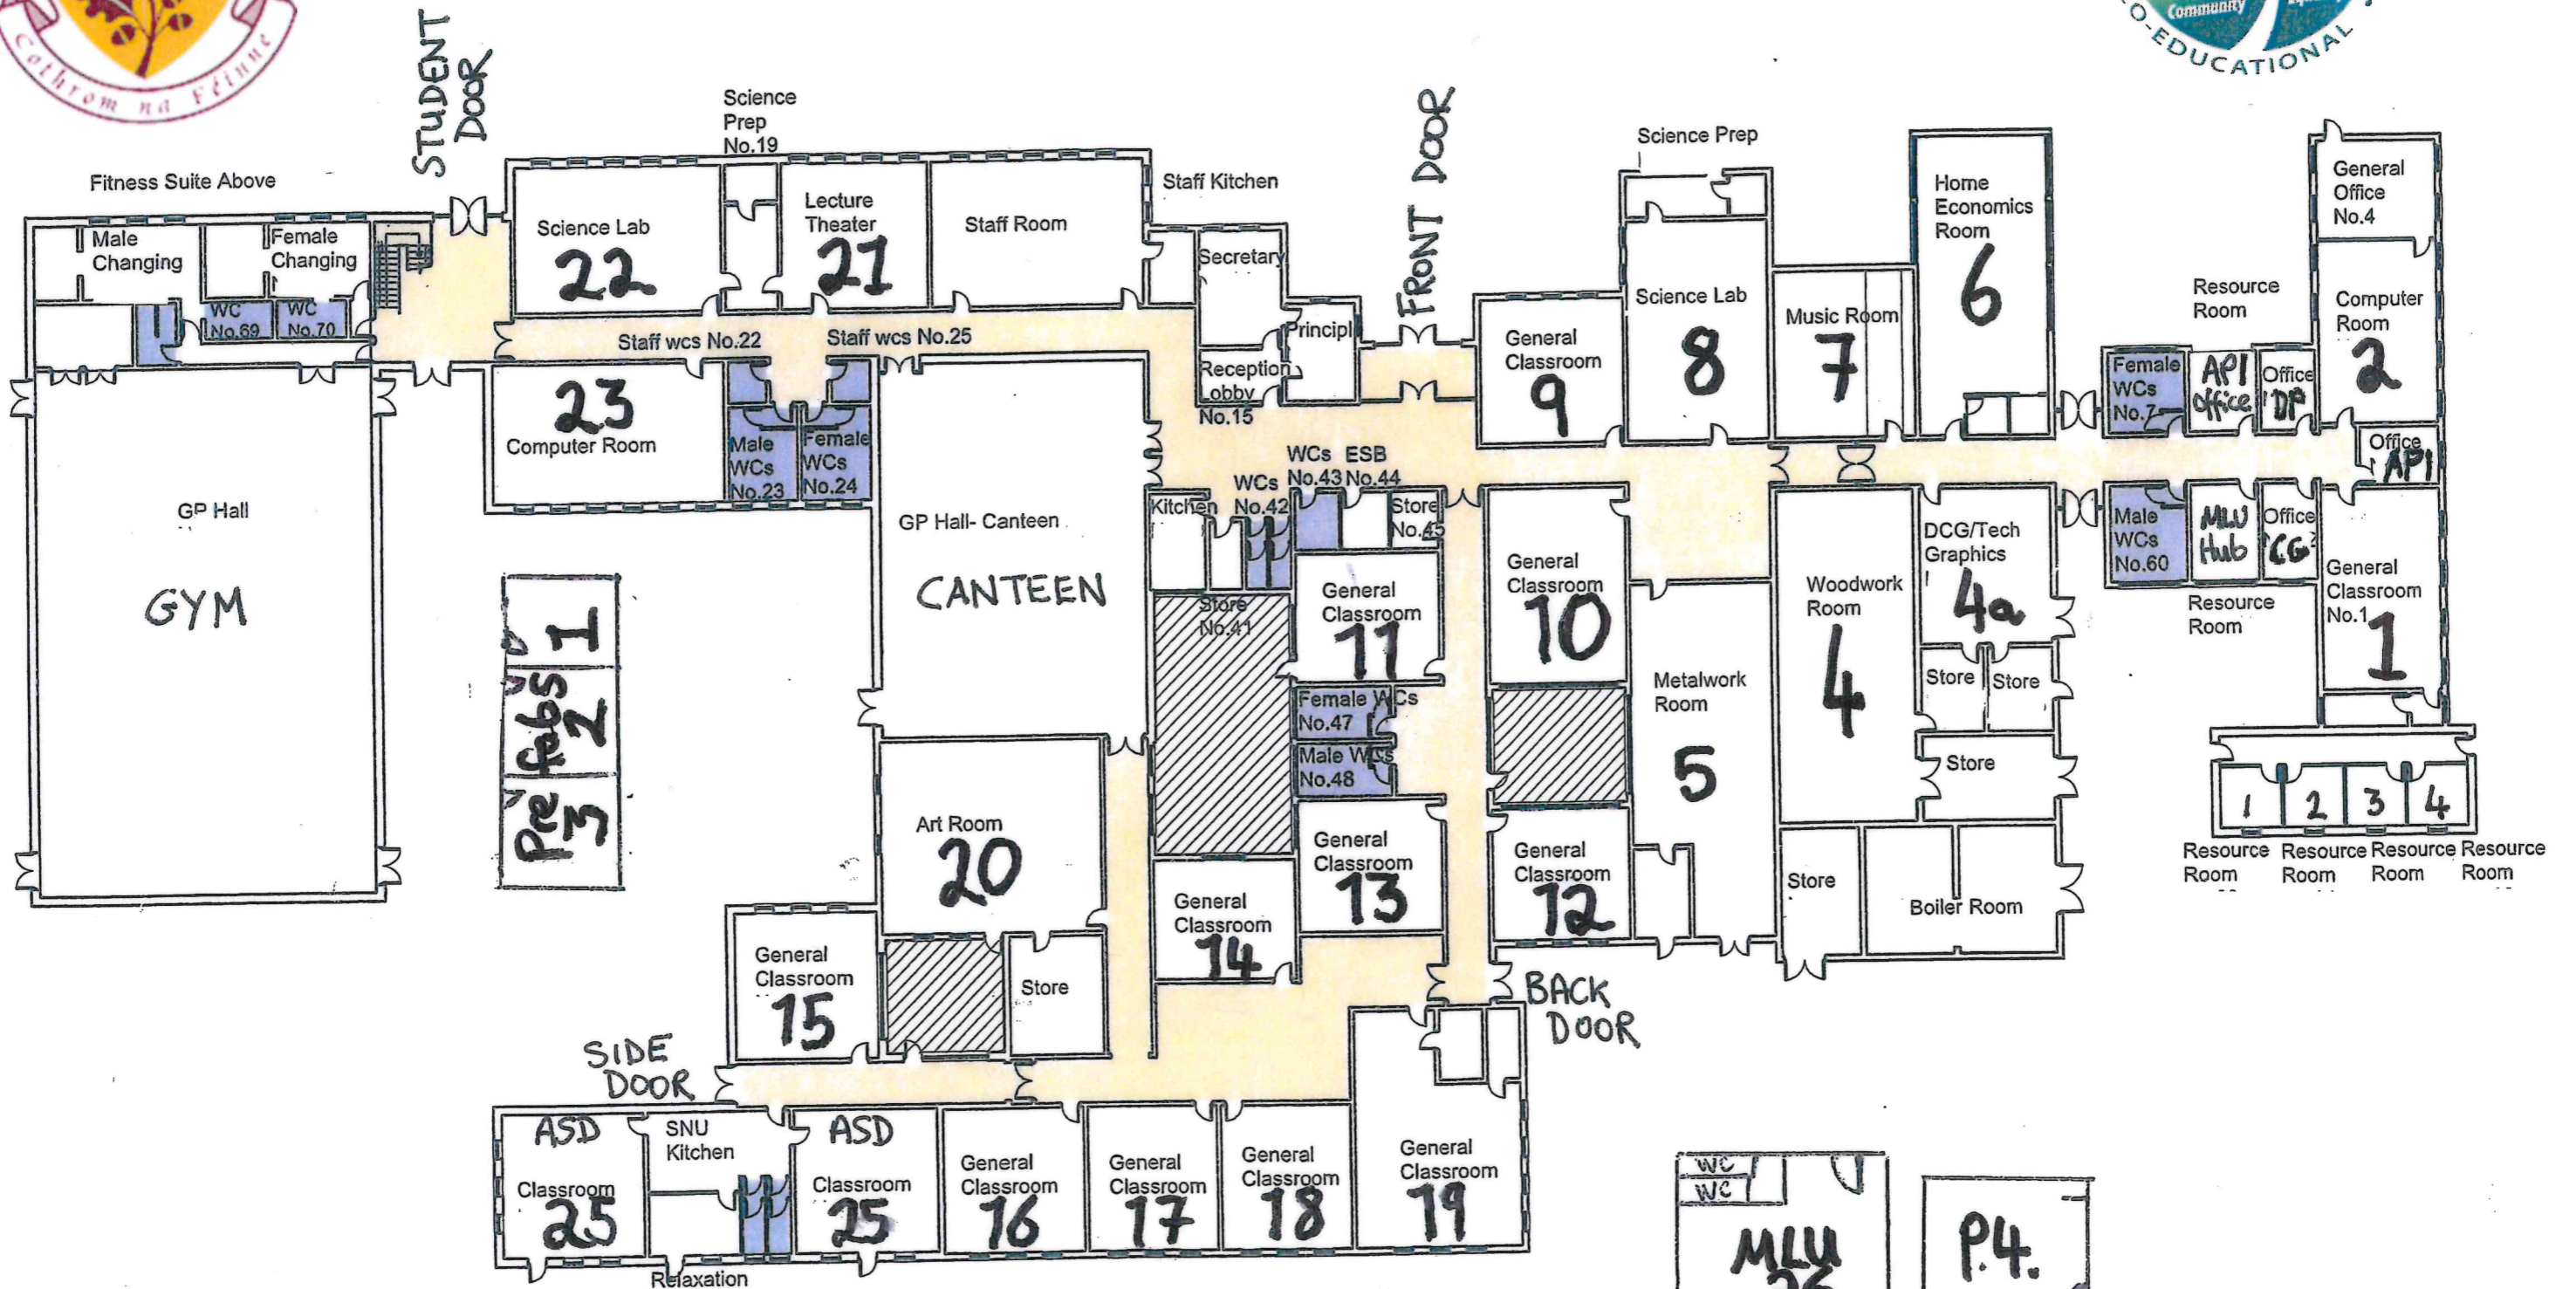 Cothrom na Féinne
Community
CO-EDUCATIONAL
STUDENT
DOOR
Science
Prep
No.19
Fitness Suite Above
Male
Changing
Female
Changing
WC
No.69
WC
No.70
Science Lab
22
Lecture
Theater
21
Staff Room
Staff Kitchen
Secretary
Principl
Reception
Lobby
No.15
FRONT DOOR
Staff wcs No.22
Staff wcs No.25
23
Computer Room
Male
WCs
No.23
Female
WCs
No.24
GP Hall
GYM
GP Hall- Canteen
CANTEEN
Prefabs
1
2
3
Science Prep
General
Classroom
9
Science Lab
8
Music Room
7
Home
Economics
Room
6
General
Office
No.4
Resource
Room
Computer
Room
2
Female
WCs
No.7
API
office
Office
DP
Office
API
WCs
No.43
ESB
No.44
WCs
No.42
Kitchen
Store
No.45
Store
No.41
General
Classroom
11
General
Classroom
10
Female WCs
No.47
Male WCs
No.48
Metalwork
Room
5
Woodwork
Room
4
DCG/Tech
Graphics
4a
Store
Store
Store
Store
Boiler Room
Male
WCs
No.60
MLU
Hub
Office
CG
Resource
Room
General
Classroom
No.1
1
1
2
3
4
Resource
Room
Resource
Room
Resource
Room
Resource
Room
Art Room
20
Store
General
Classroom
13
General
Classroom
14
General
Classroom
12
General
Classroom
15
SIDE
DOOR
BACK
DOOR
ASD
Classroom
25
SNU
Kitchen
Relaxation
ASD
Classroom
25
General
Classroom
16
General
Classroom
17
General
Classroom
18
General
Classroom
19
WC
WC
MLU
P.4.